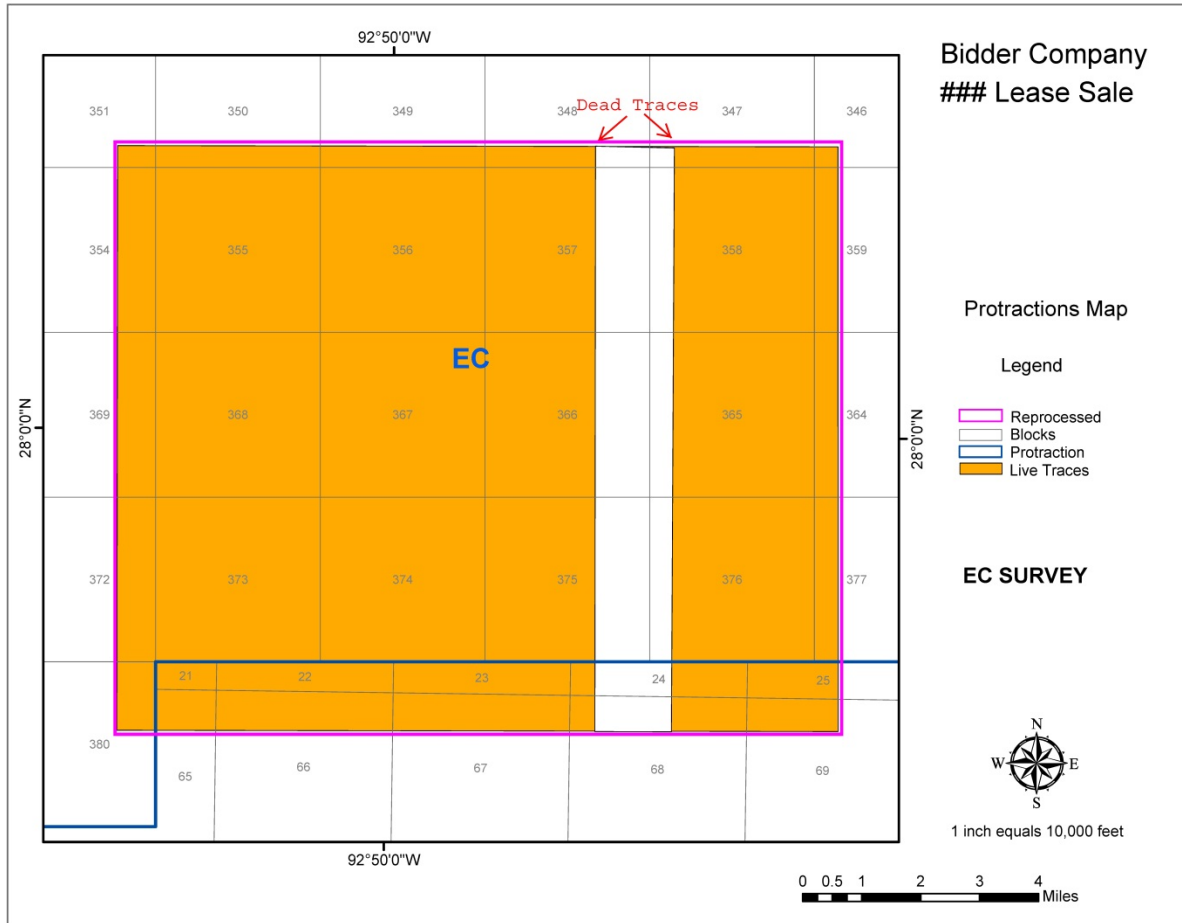 92°50'0"W
Bidder Company
### Lease Sale
351 350 349 348 347 346
Dead Traces
354 355 356 357 358 359
EC
Protractions Map
Legend
Reprocessed
Blocks
Protraction
Live Traces
28°0'0"N
369 368 367 366 365 364
28°0'0"N
372 373 374 375 376 377
EC SURVEY
21 22 23 24 25
380
65 66 67 68 69
N
W E
S
1 inch equals 10,000 feet
92°50'0"W
0 0.5 1 2 3 4
Miles